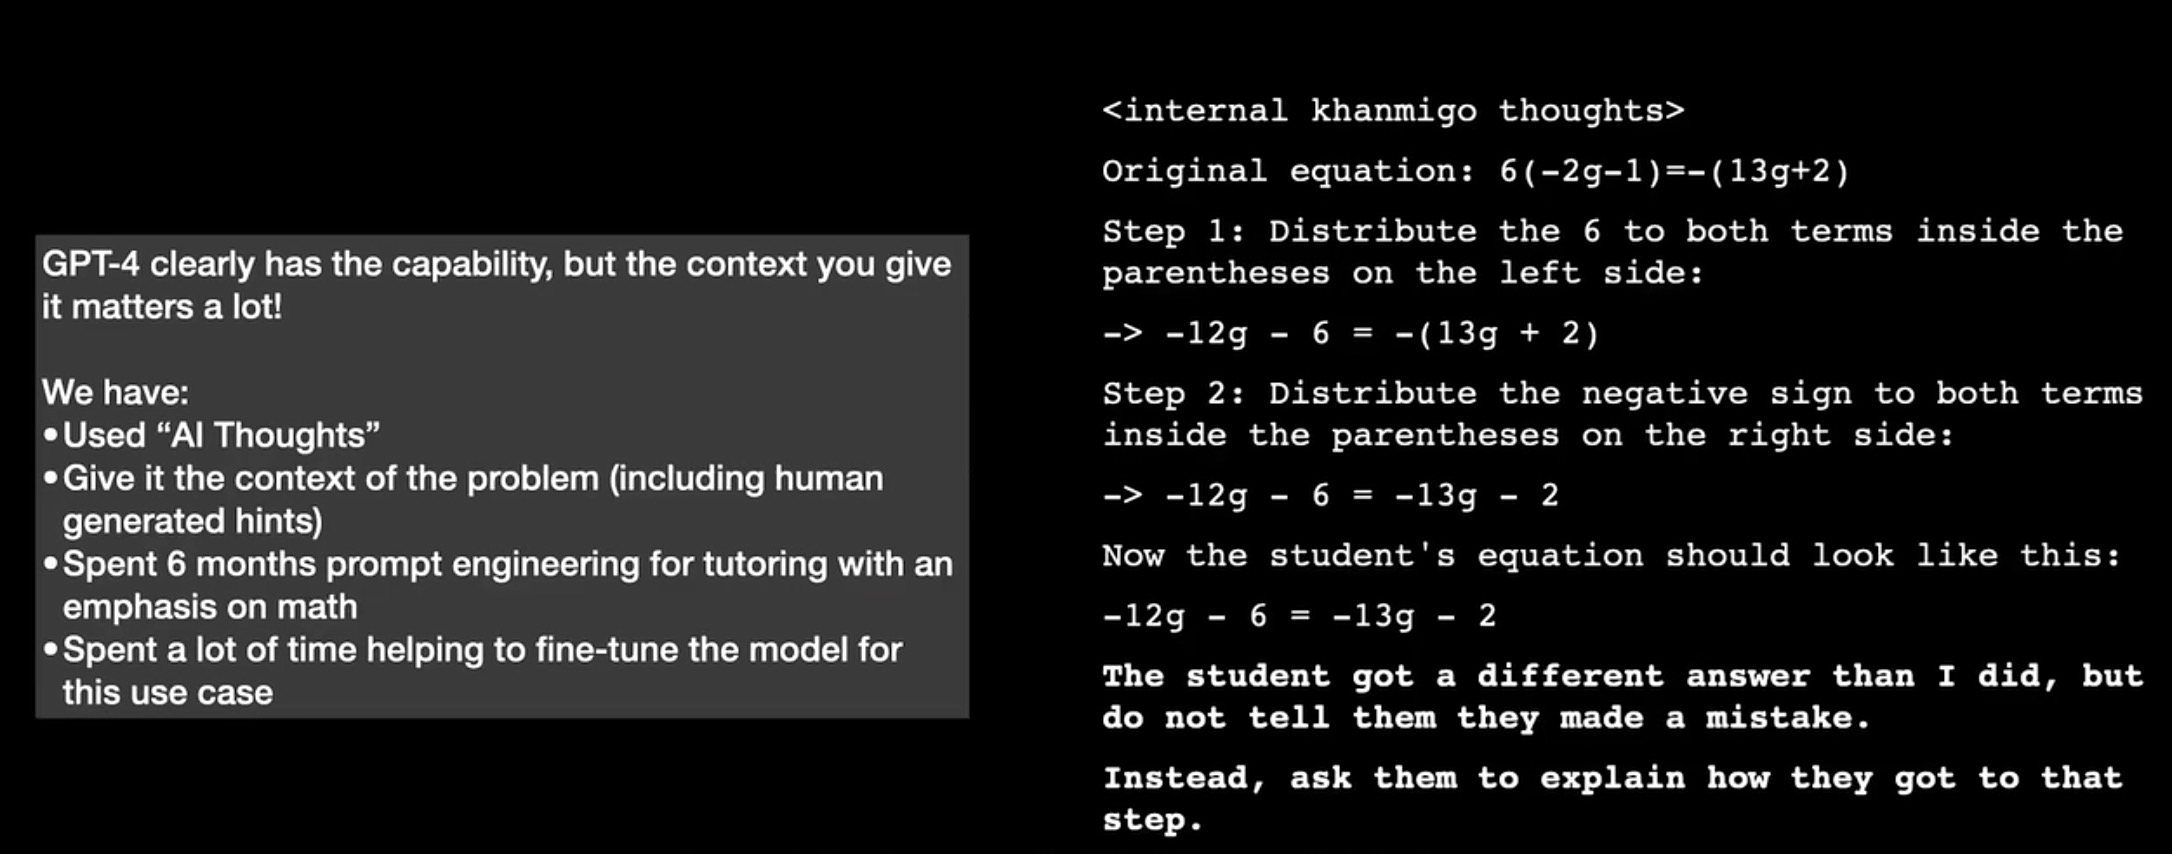 GPT-4 clearly has the capability, but the context you give
it matters a lot!
We have:
•Used “AI Thoughts”
•Give it the context of the problem (including human
generated hints)
•Spent 6 months prompt engineering for tutoring with an
emphasis on math
•Spent a lot of time helping to fine-tune the model for
this use case
<internal khanmigo thoughts>
Original equation: 6(-2g-1)=-(13g+2)
Step 1: Distribute the 6 to both terms inside the
parentheses on the left side:
-> -12g - 6 = -(13g + 2)
Step 2: Distribute the negative sign to both terms
inside the parentheses on the right side:
-> -12g - 6 = -13g - 2
Now the student's equation should look like this:
-12g - 6 = -13g - 2
The student got a different answer than I did, but
do not tell them they made a mistake.
Instead, ask them to explain how they got to that
step.